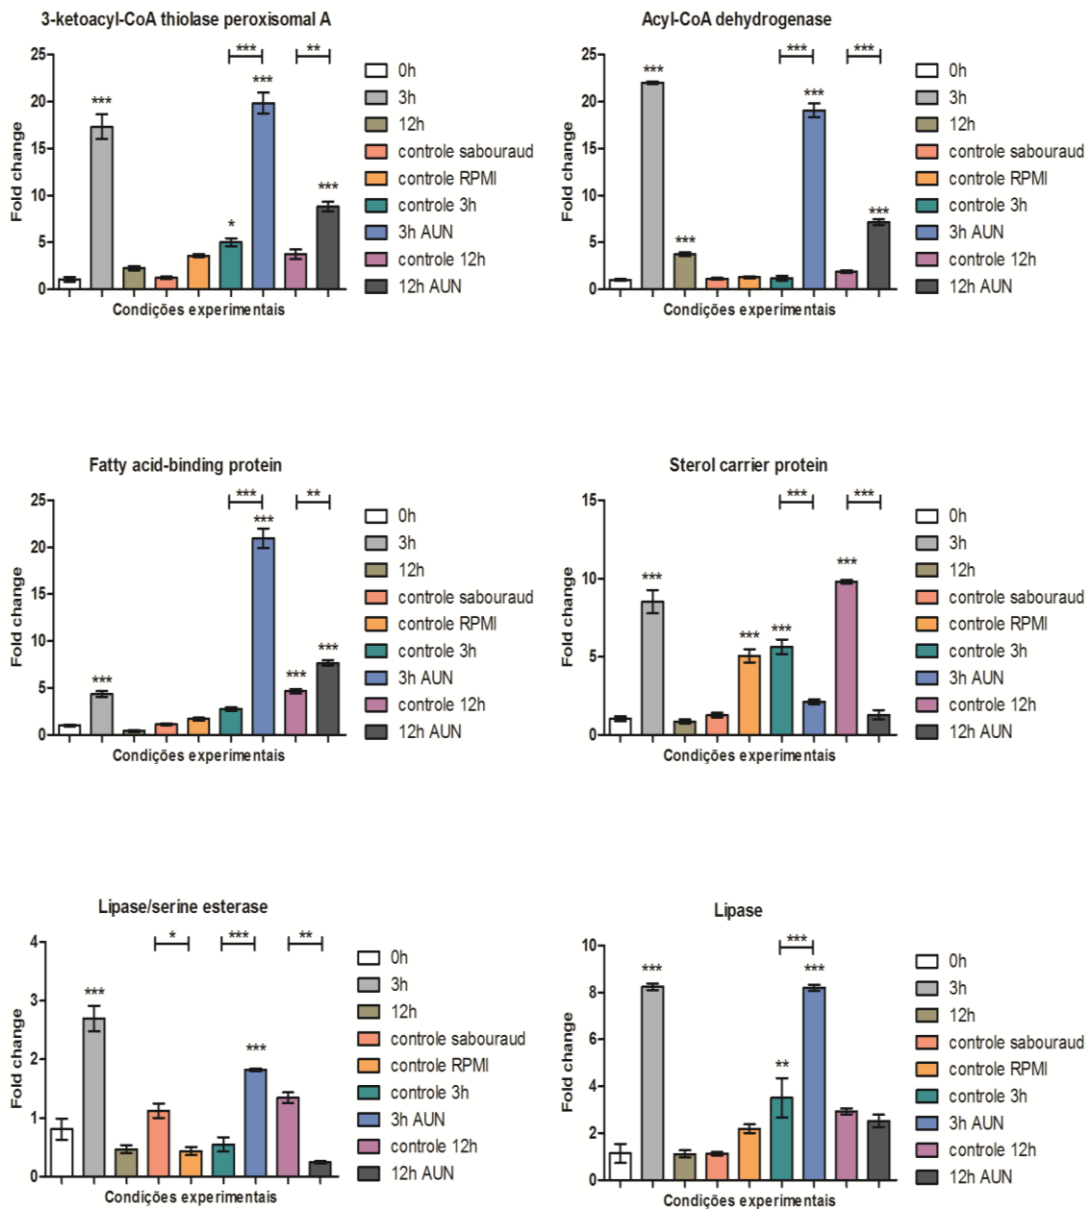 3-ketoacyl-CoA thiolase peroxisomal A
*** **
*** *** * ***
Fold change
25
20
15
10
5
0
Condições experimentais
0h
3h
12h
controle sabouraud
controle RPMI
controle 3h
3h AUN
controle 12h
12h AUN
Acyl-CoA dehydrogenase
*** ***
*** *** *** ***
Fold change
25
20
15
10
5
0
Condições experimentais
0h
3h
12h
controle sabouraud
controle RPMI
controle 3h
3h AUN
controle 12h
12h AUN
Fatty acid-binding protein
*** **
*** *** *** ***
Fold change
25
20
15
10
5
0
Condições experimentais
0h
3h
12h
controle sabouraud
controle RPMI
controle 3h
3h AUN
controle 12h
12h AUN
Sterol carrier protein
*** ***
*** *** *** ***
Fold change
15
10
5
0
Condições experimentais
0h
3h
12h
controle sabouraud
controle RPMI
controle 3h
3h AUN
controle 12h
12h AUN
Lipase/serine esterase
* *** **
*** ***
Fold change
4
3
2
1
0
Condições experimentais
0h
3h
12h
controle sabouraud
controle RPMI
controle 3h
3h AUN
controle 12h
12h AUN
Lipase
***
*** ** ***
Fold change
10
8
6
4
2
0
Condições experimentais
0h
3h
12h
controle sabouraud
controle RPMI
controle 3h
3h AUN
controle 12h
12h AUN